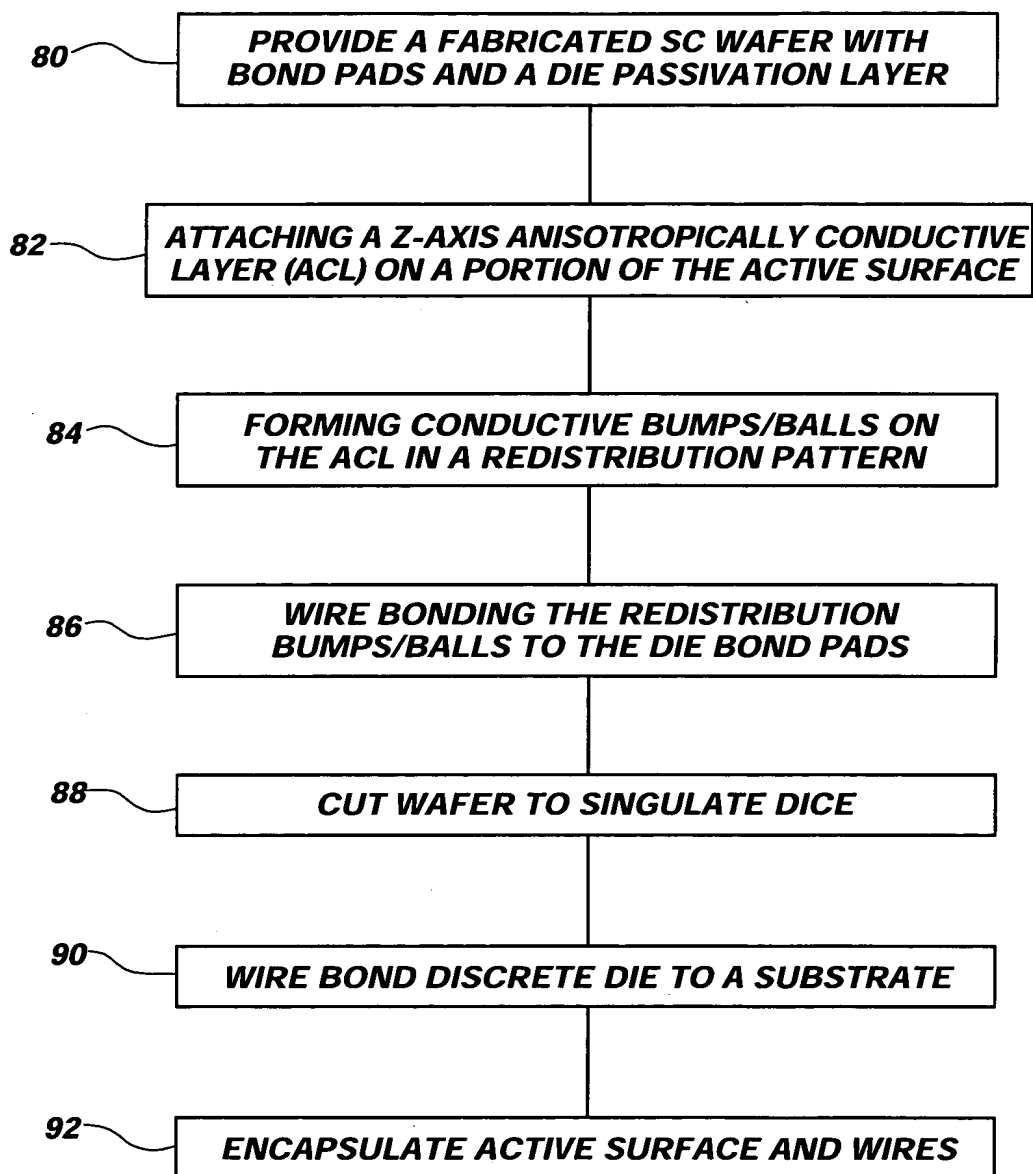 80
PROVIDE A FABRICATED SC WAFER WITH
BOND PADS AND A DIE PASSIVATION LAYER
82
ATTACHING A Z-AXIS ANISOTROPICALLY CONDUCTIVE
LAYER (ACL) ON A PORTION OF THE ACTIVE SURFACE
84
FORMING CONDUCTIVE BUMPS/BALLS ON
THE ACL IN A REDISTRIBUTION PATTERN
86
WIRE BONDING THE REDISTRIBUTION
BUMPS/BALLS TO THE DIE BOND PADS
88
CUT WAFER TO SINGULATE DICE
90
WIRE BOND DISCRETE DIE TO A SUBSTRATE
92
ENCAPSULATE ACTIVE SURFACE AND WIRES